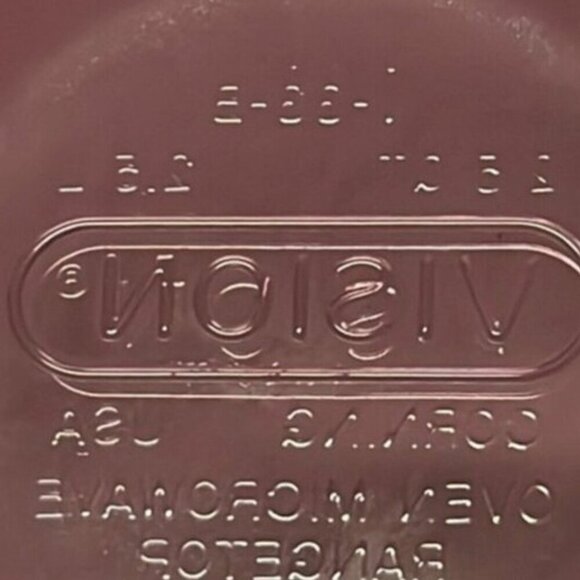 2.5 QT 2.5 L
VISION®
CORNING USA
OVEN MICROWAVE
RANGETOP